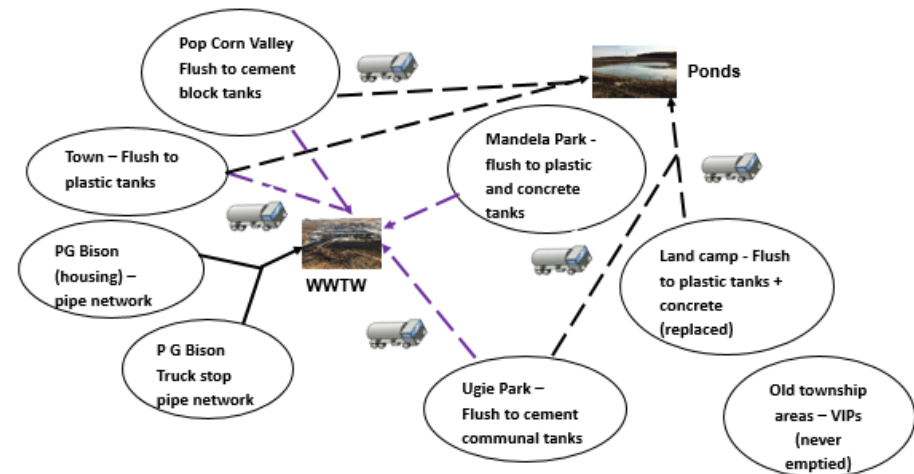 Pop Corn Valley
Flush to cement
block tanks
Ponds
Town – Flush to
plastic tanks
Mandela Park -
flush to plastic
and concrete
tanks
PG Bison
(housing) –
pipe network
WWTW
Land camp - Flush
to plastic tanks +
concrete
(replaced)
P G Bison
Truck stop
pipe network
Ugie Park –
Flush to cement
communal tanks
Old township
areas – VIPs
(never
emptied)